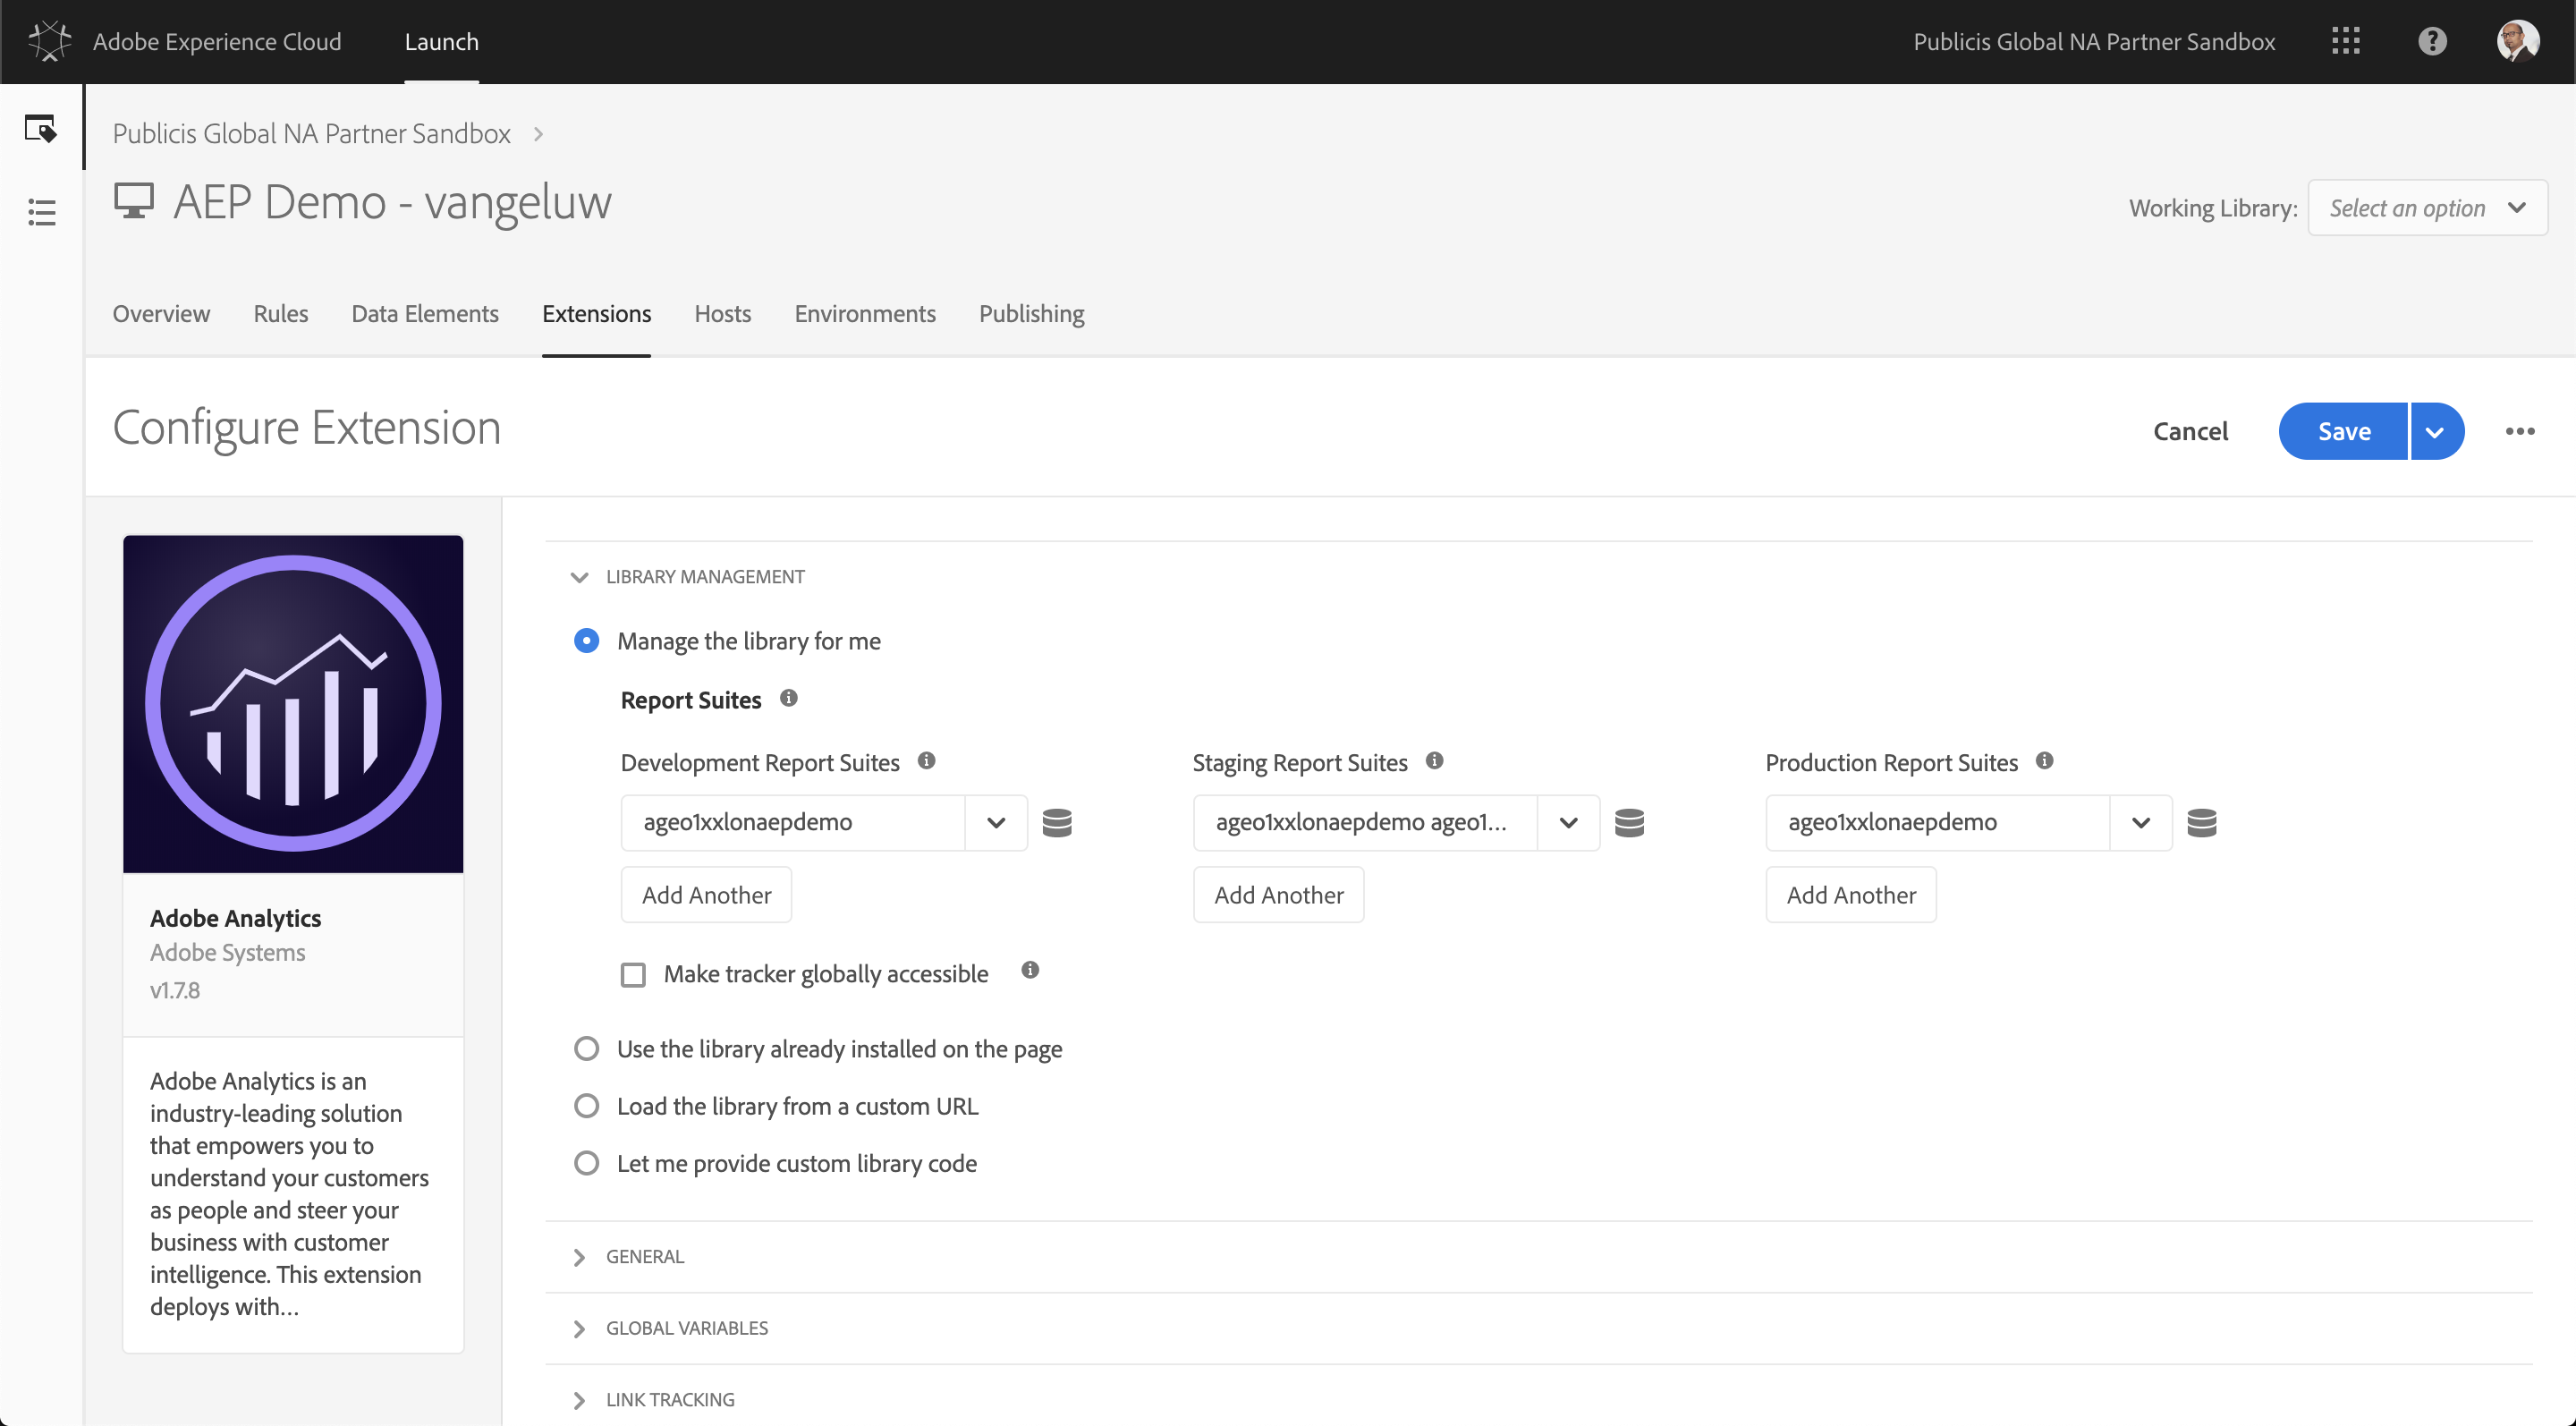 Adobe Experience Cloud
Launch
Publicis Global NA Partner Sandbox
Publicis Global NA Partner Sandbox
AEP Demo - vangeluw
Working Library:
Select an option
Overview
Rules
Data Elements
Extensions
Hosts
Environments
Publishing
Configure Extension
Cancel
Save
Adobe Analytics
Adobe Systems
v1.7.8
Adobe Analytics is an
industry-leading solution
that empowers you to
understand your customers
as people and steer your
business with customer
intelligence. This extension
deploys with...
LIBRARY MANAGEMENT
Manage the library for me
Report Suites
Development Report Suites
Staging Report Suites
Production Report Suites
ageo1xxlonaepdemo
ageo1xxlonaepdemo ageo1...
ageo1xxlonaepdemo
Add Another
Add Another
Add Another
Make tracker globally accessible
Use the library already installed on the page
Load the library from a custom URL
Let me provide custom library code
GENERAL
GLOBAL VARIABLES
LINK TRACKING